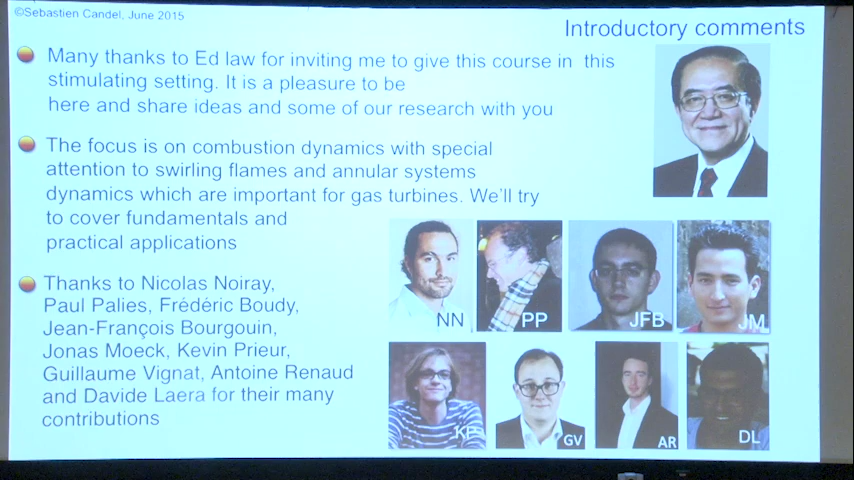 ©Sebastien Candel, June 2015
Introductory comments
Many thanks to Ed law for inviting me to give this course in this
stimulating setting. It is a pleasure to be
here and share ideas and some of our research with you
The focus is on combustion dynamics with special
attention to swirling flames and annular systems
dynamics which are important for gas turbines. We'll try
to cover fundamentals and
practical applications
Thanks to Nicolas Noiray,
Paul Palies, Frédéric Boudy,
Jean-François Bourgouin,
Jonas Moeck, Kevin Prieur,
Guillaume Vignat, Antoine Renaud
and Davide Laera for their many
contributions
NN
PP
JFB
JM
KP
GV
AR
DL